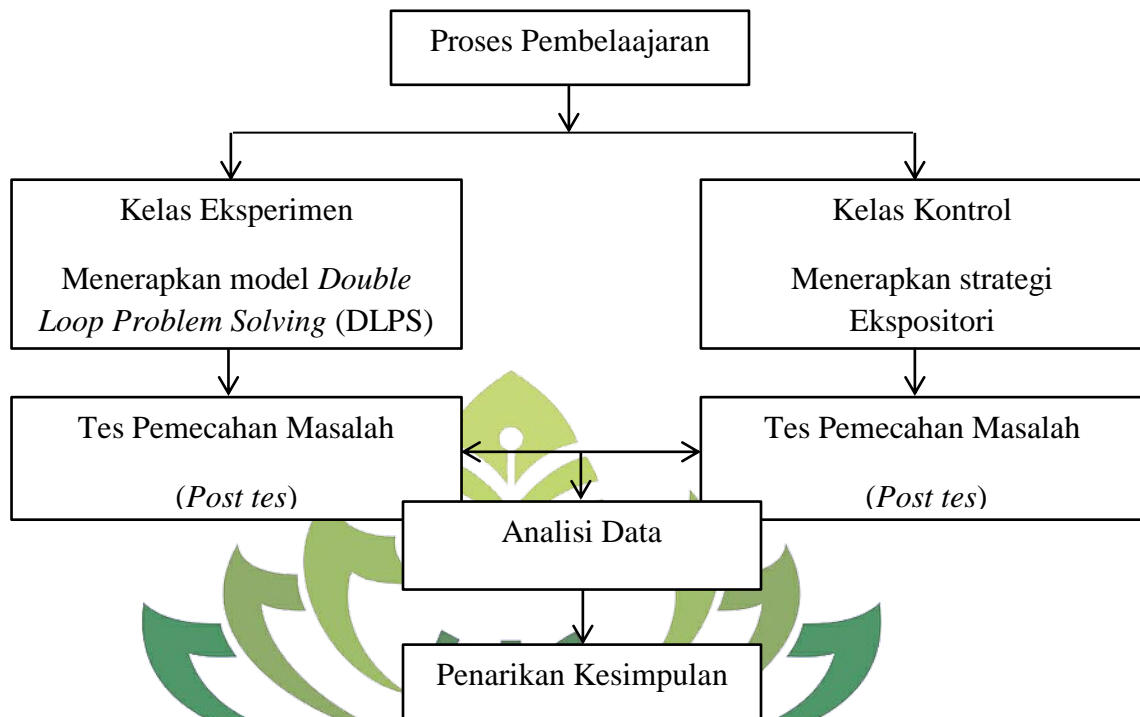 Proses Pembelaajaran
Kelas Eksperimen
Menerapkan model Double
Loop Problem Solving (DLPS)
Kelas Kontrol
Menerapkan strategi
Ekspositori
Tes Pemecahan Masalah
(Post tes)
Tes Pemecahan Masalah
(Post tes)
Analisi Data
Penarikan Kesimpulan